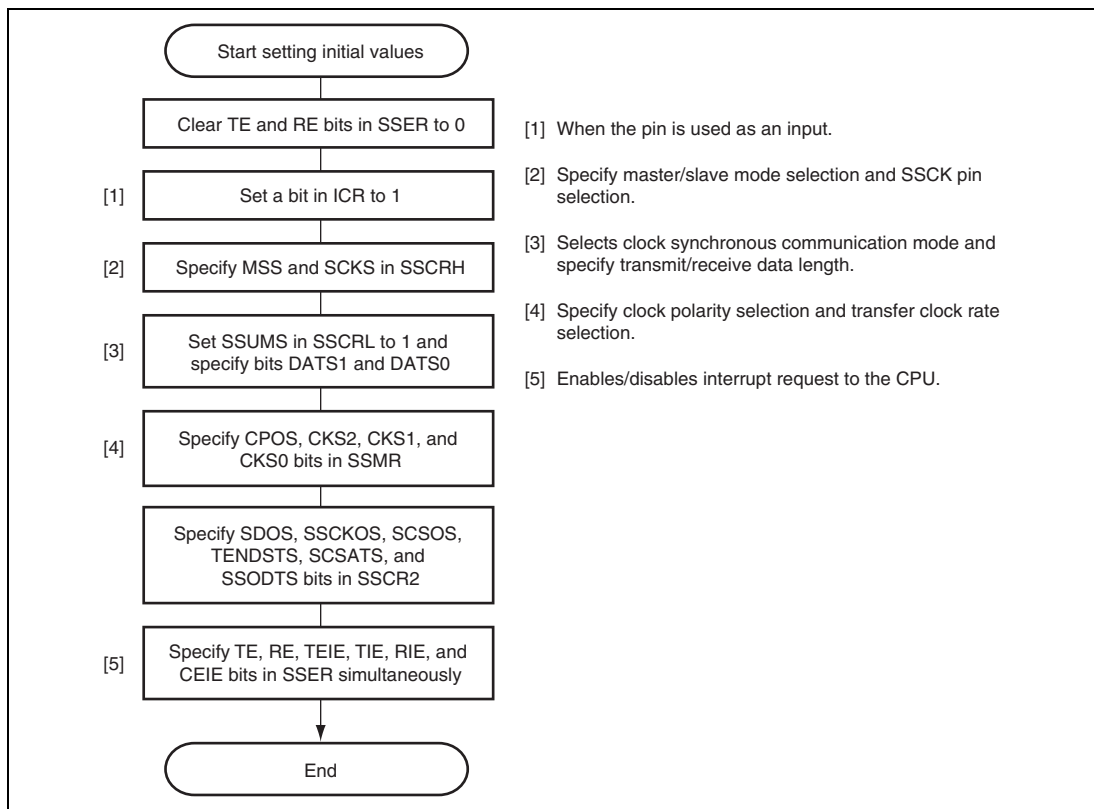 Start setting initial values
Clear TE and RE bits in SSER to 0
[1] Set a bit in ICR to 1
[2] Specify MSS and SCKS in SSCRH
[3] Set SSUMS in SSCRL to 1 and
specify bits DATS1 and DATS0
[4] Specify CPOS, CKS2, CKS1, and
CKS0 bits in SSMR
Specify SDOS, SSCKOS, SCSOS,
TENDSTS, SCSATS, and
SSODTS bits in SSCR2
[5] Specify TE, RE, TEIE, TIE, RIE, and
CEIE bits in SSER simultaneously
End
[1] When the pin is used as an input.
[2] Specify master/slave mode selection and SSCK pin
selection.
[3] Selects clock synchronous communication mode and
specify transmit/receive data length.
[4] Specify clock polarity selection and transfer clock rate
selection.
[5] Enables/disables interrupt request to the CPU.